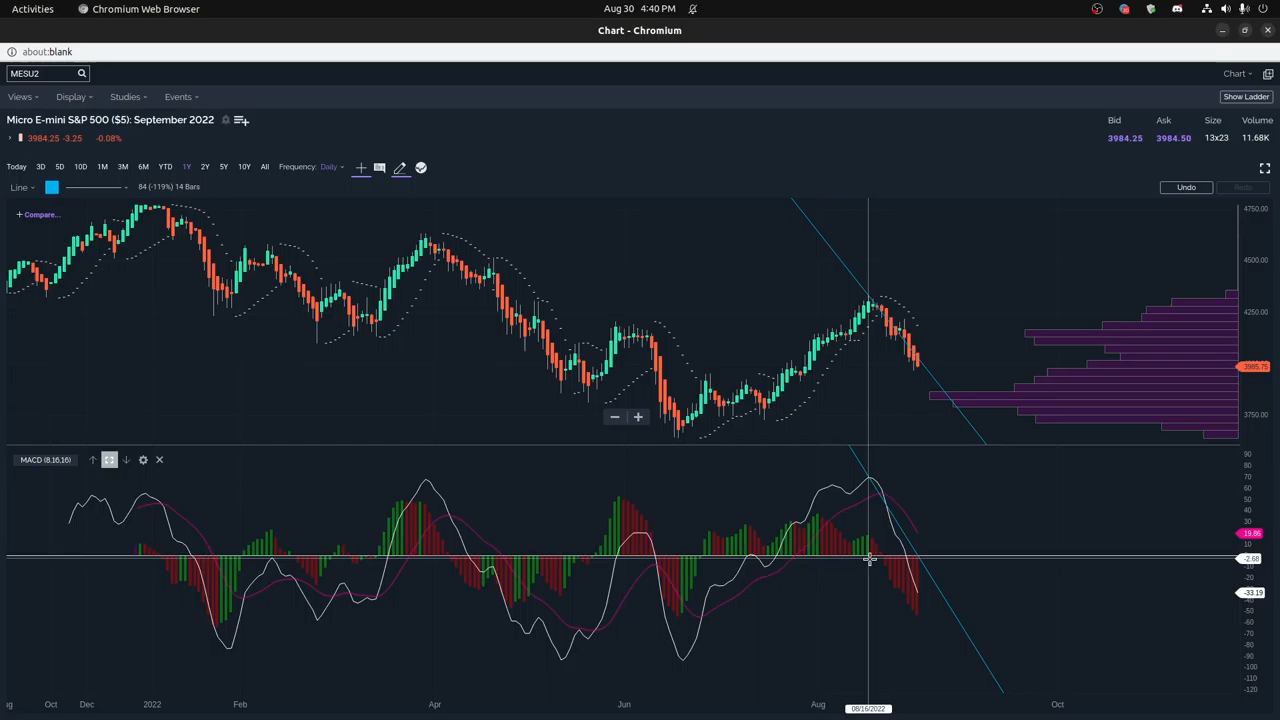 Activities Chromium Web Browser Aug 30 4:40 PM
Chart - Chromium
about:blank
MESU2 Chart
Views Display Studies Events Show Ladder
Micro E-mini S&P 500 ($5): September 2022 Bid Ask Size Volume
3984.25 -3.25 -0.08% 3984.25 3984.50 13x23 11.68K
Today 3D 5D 10D 1M 3M 6M YTD 1Y 2Y 5Y 10Y All Frequency: Daily
Line 84 (-119%) 14 Bars Undo Redo
4750.00
Compare...
4500.00
4250.00
3985.75
3750.00
MACD (8,16,16)
90
80
70
60
50
40
30
19.86
10
-2.68
-10
-20
-33.19
-40
-50
-60
-70
-80
-90
-100
-110
-120
ug Oct Dec 2022 Feb Apr Jun Aug Oct
08/16/2022